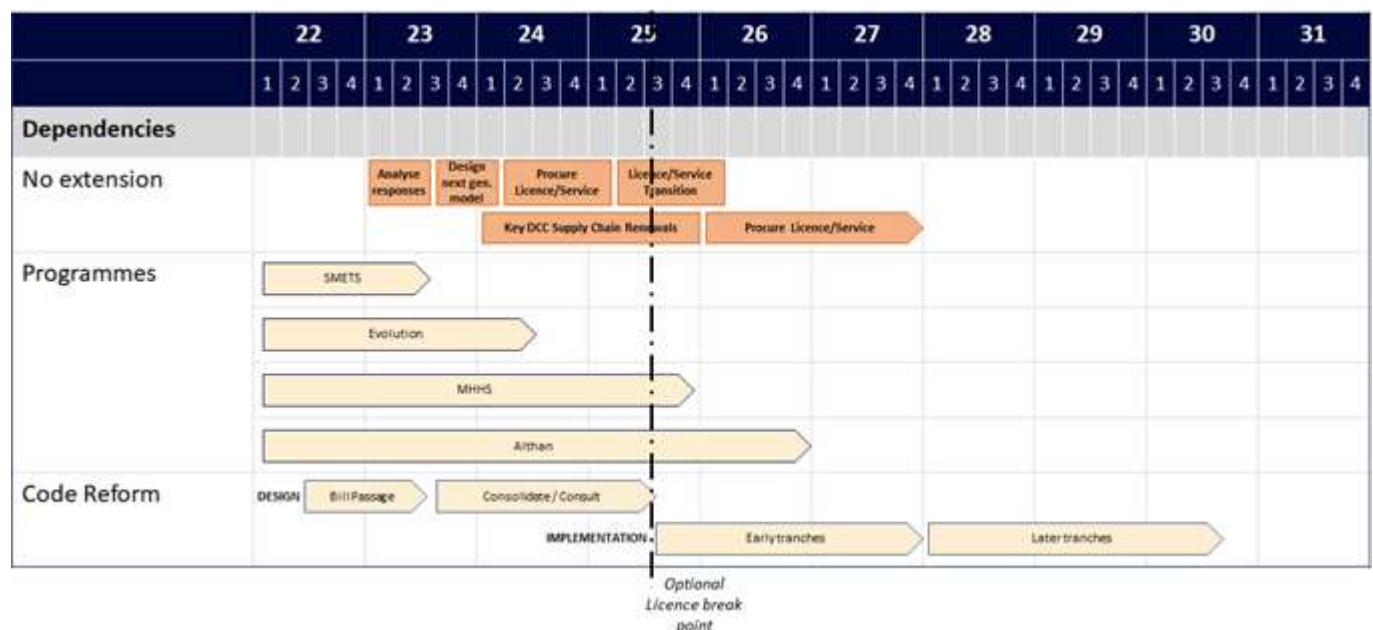 22 23 24 25 26 27 28 29 30 31
1 2 3 4 1 2 3 4 1 2 3 4 1 2 3 4 1 2 3 4 1 2 3 4 1 2 3 4 1 2 3 4 1 2 3 4 1 2 3 4
Dependencies
No extension
Analyse
responses
Design
next gen.
model
Procure
Licence/Service
Licence/Service
Transition
Key DCC Supply Chain Renewals
Procure Licence/Service
Programmes
SMETS
Evolution
MHHS
Althan
Code Reform
DESIGN
Bill Passage
Consolidate / Consult
IMPLEMENTATION
Early tranches
Later tranches
Optional
Licence break
point